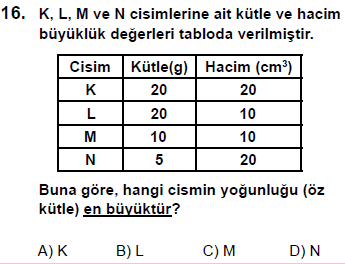 16. K, L, M ve N cisimlerine ait kütle ve hacim
büyüklük değerleri tabloda verilmiştir.
Cisim Kütle(g) Hacim (cm³)
K 20 20
L 20 10
M 10 10
N 5 20
Buna göre, hangi cismin yoğunluğu (öz
kütle) en büyüktür?
A) K B) L C) M D) N